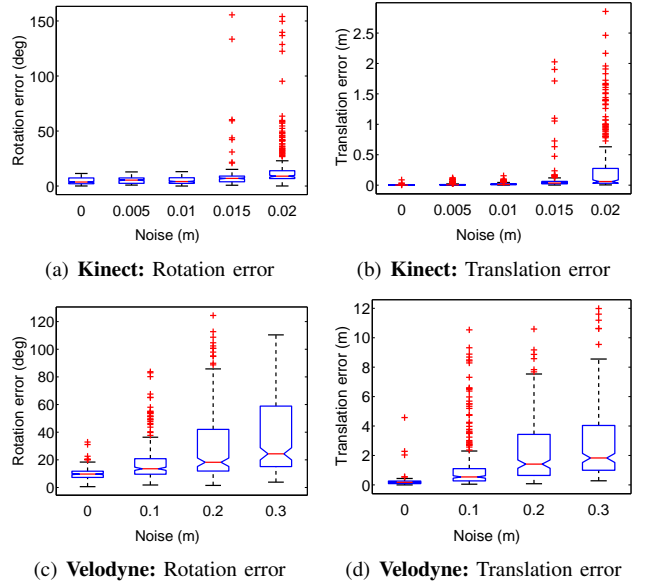 150
100
50
0
Rotation error (deg)
0 0.005 0.01 0.015 0.02
Noise (m)
(a) Kinect: Rotation error
3
2.5
2
1.5
1
0.5
0
Translation error (m)
0 0.005 0.01 0.015 0.02
Noise (m)
(b) Kinect: Translation error
120
100
80
60
40
20
0
Rotation error (deg)
0 0.1 0.2 0.3
Noise (m)
(c) Velodyne: Rotation error
12
10
8
6
4
2
0
Translation error (m)
0 0.1 0.2 0.3
Noise (m)
(d) Velodyne: Translation error